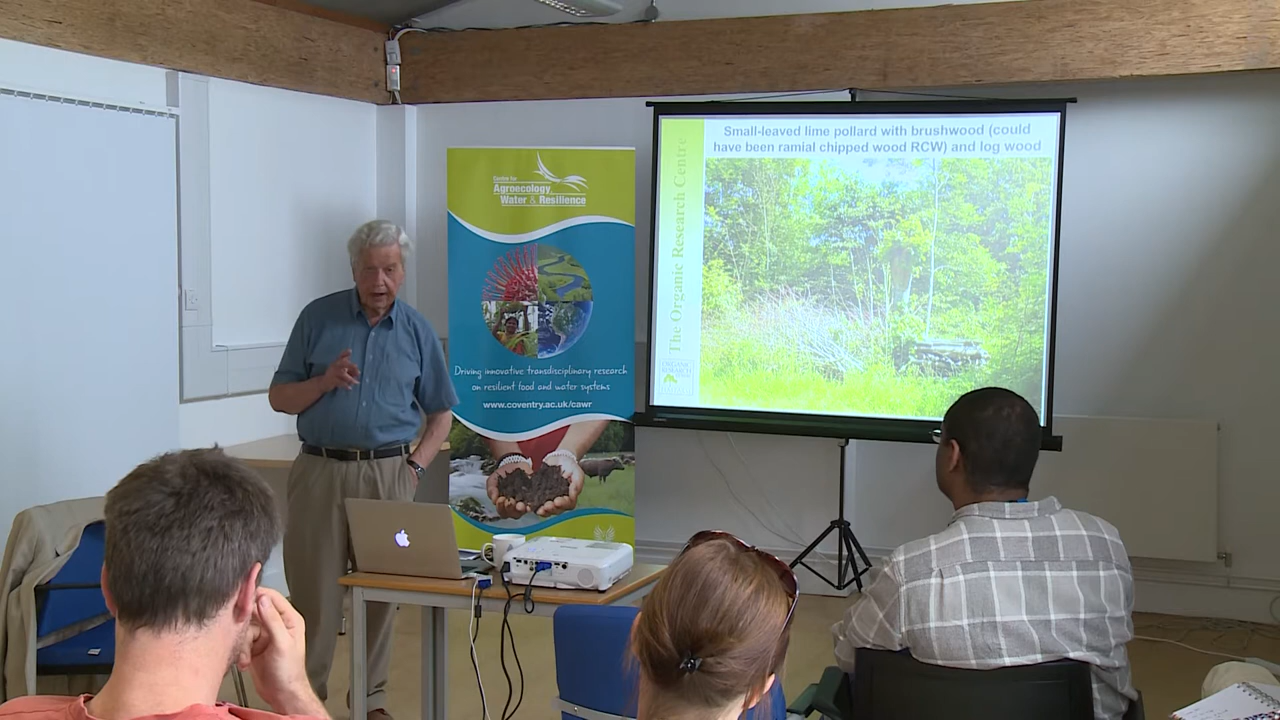 Centre for
Agroecology,
Water & Resilience
Driving innovative transdisciplinary research
on resilient food and water systems
www.coventry.ac.uk/cawr
Small-leaved lime pollard with brushwood (could
have been ramial chipped wood RCW) and log wood
The Organic Research Centre
ORGANIC
RESEARCH